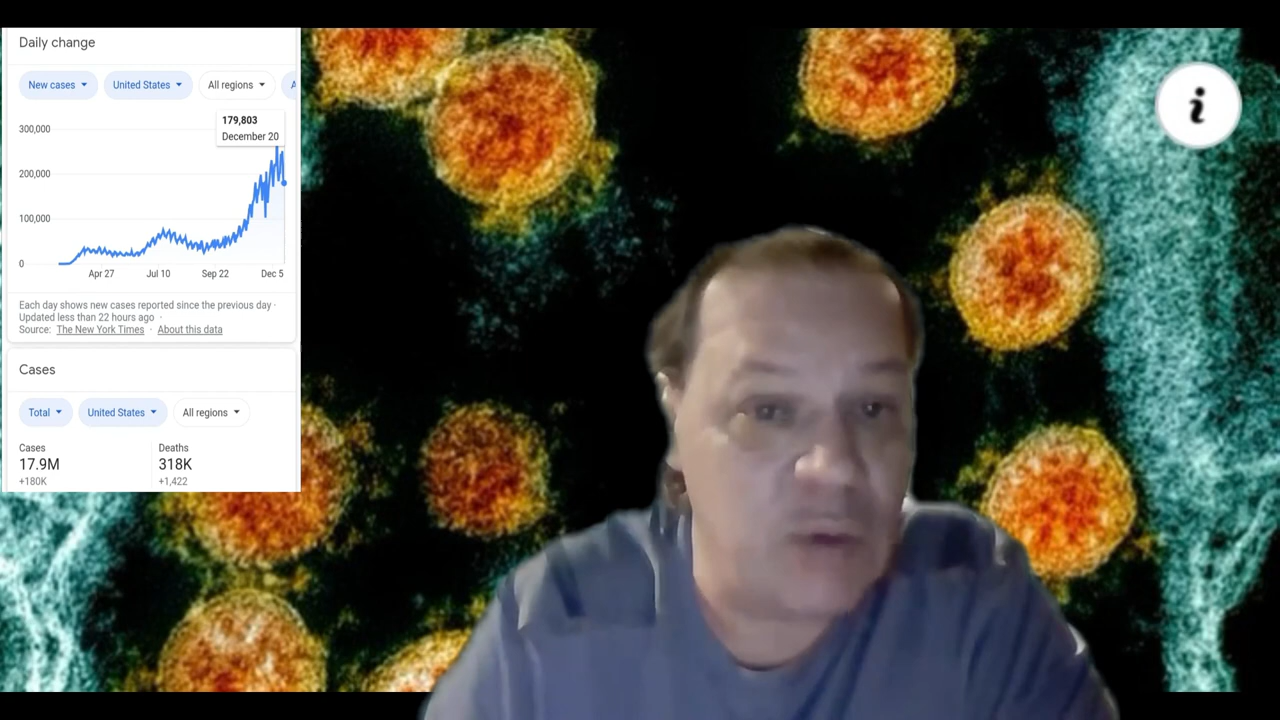 Daily change
New cases United States All regions A
179,803
December 20
300,000
200,000
100,000
0
Apr 27 Jul 10 Sep 22 Dec 5
Each day shows new cases reported since the previous day ·
Updated less than 22 hours ago ·
Source: The New York Times · About this data
Cases
Total United States All regions
Cases Deaths
17.9M 318K
+180K +1,422
i